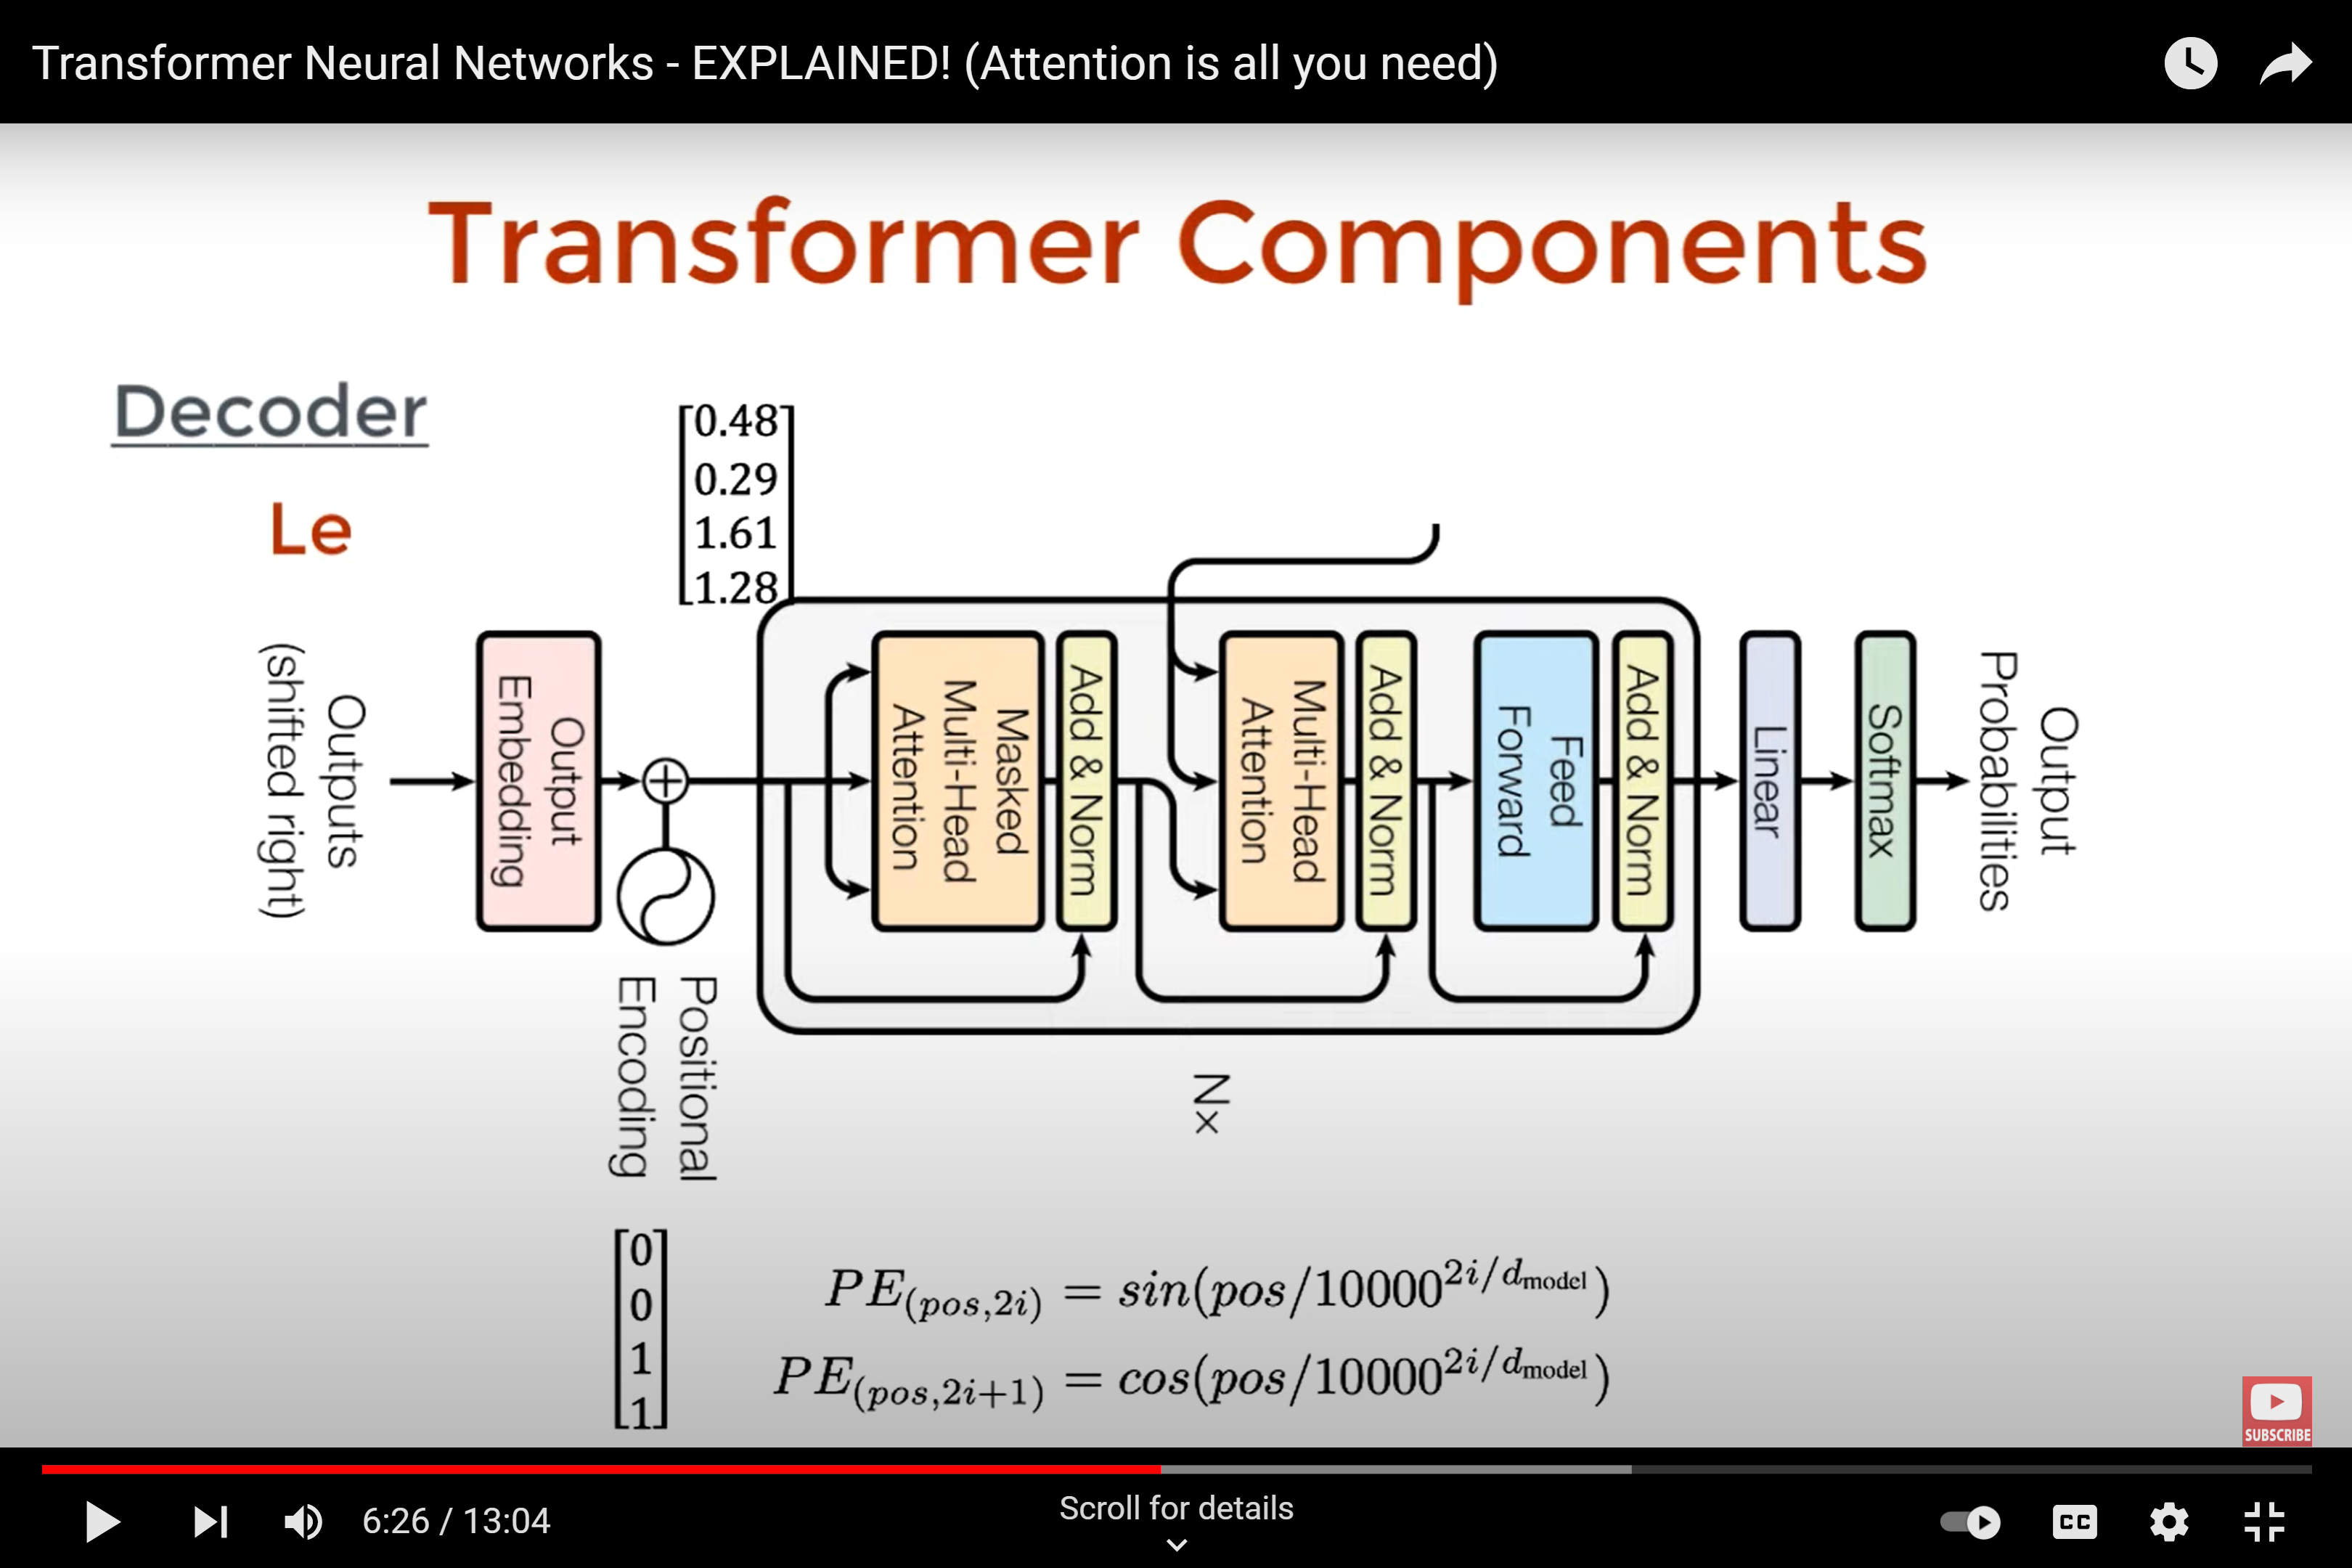 Transformer Neural Networks - EXPLAINED! (Attention is all you need)
Transformer Components
Decoder
Le
[0.48]
0.29
1.61
[1.28]
Outputs
(shifted right)
Output
Embedding
Positional
Encoding
Masked
Multi-Head
Attention
Add & Norm
Multi-Head
Attention
Add & Norm
Feed
Forward
Add & Norm
Linear
Softmax
Output
Probabilities
N×
[0]
0
1
[1]
PE(pos,2i) = sin(pos/10000^2i/d_model)
PE(pos,2i+1) = cos(pos/10000^2i/d_model)
SUBSCRIBE
6:26 / 13:04
Scroll for details
CC